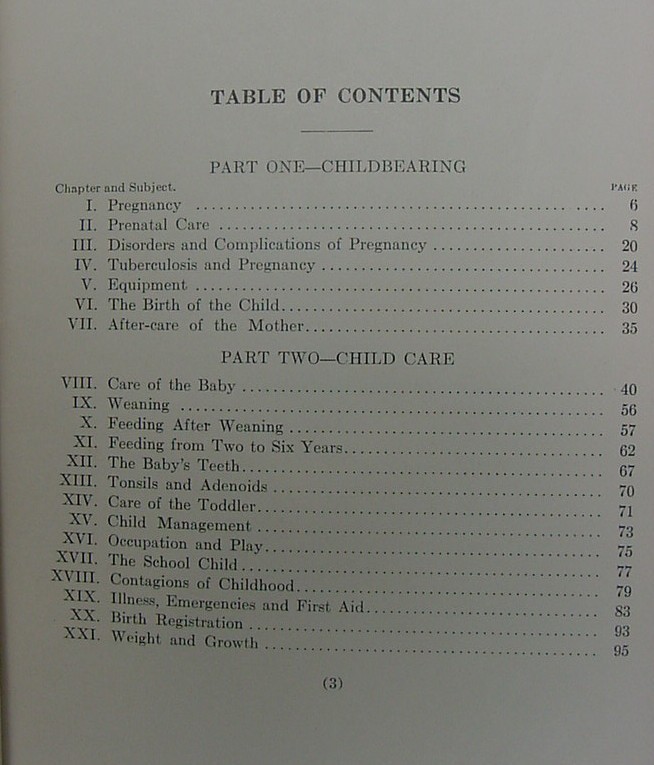 TABLE OF CONTENTS
PART ONE—CHILDBEARING
Chapter and Subject. PAGE
I. Pregnancy ........ 6
II. Prenatal Care ........ 8
III. Disorders and Complications of Pregnancy ........ 20
IV. Tuberculosis and Pregnancy ........ 24
V. Equipment ........ 26
VI. The Birth of the Child ........ 30
VII. After-care of the Mother ........ 35
PART TWO—CHILD CARE
VIII. Care of the Baby ........ 40
IX. Weaning ........ 56
X. Feeding After Weaning ........ 57
XI. Feeding from Two to Six Years ........ 62
XII. The Baby's Teeth ........ 67
XIII. Tonsils and Adenoids ........ 70
XIV. Care of the Toddler ........ 71
XV. Child Management ........ 73
XVI. Occupation and Play ........ 75
XVII. The School Child ........ 77
XVIII. Contagions of Childhood ........ 79
XIX. Illness, Emergencies and First Aid ........ 83
XX. Birth Registration ........ 93
XXI. Weight and Growth ........ 95
(3)